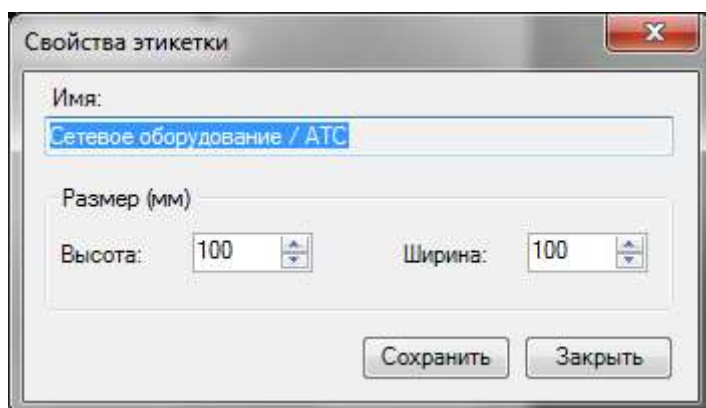 Свойства этикетки
Имя:
Сетевое оборудование / АТС
Размер (мм)
Высота: 100 Ширина: 100
Сохранить Закрыть